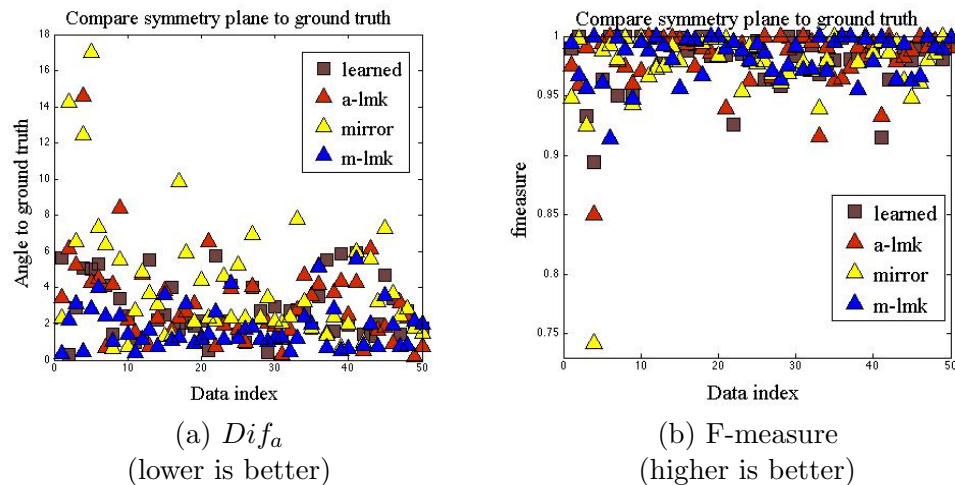 Compare symmetry plane to ground truth
18
16
14
12
10
8
6
4
2
0
Angle to ground truth
learned
a-lmk
mirror
m-lmk
0 10 20 30 40 50
Data index
(a) Dif_a
(lower is better)
Compare symmetry plane to ground truth
1
0.95
0.9
0.85
0.8
0.75
fmeasure
learned
a-lmk
mirror
m-lmk
0 10 20 30 40 50
Data index
(b) F-measure
(higher is better)